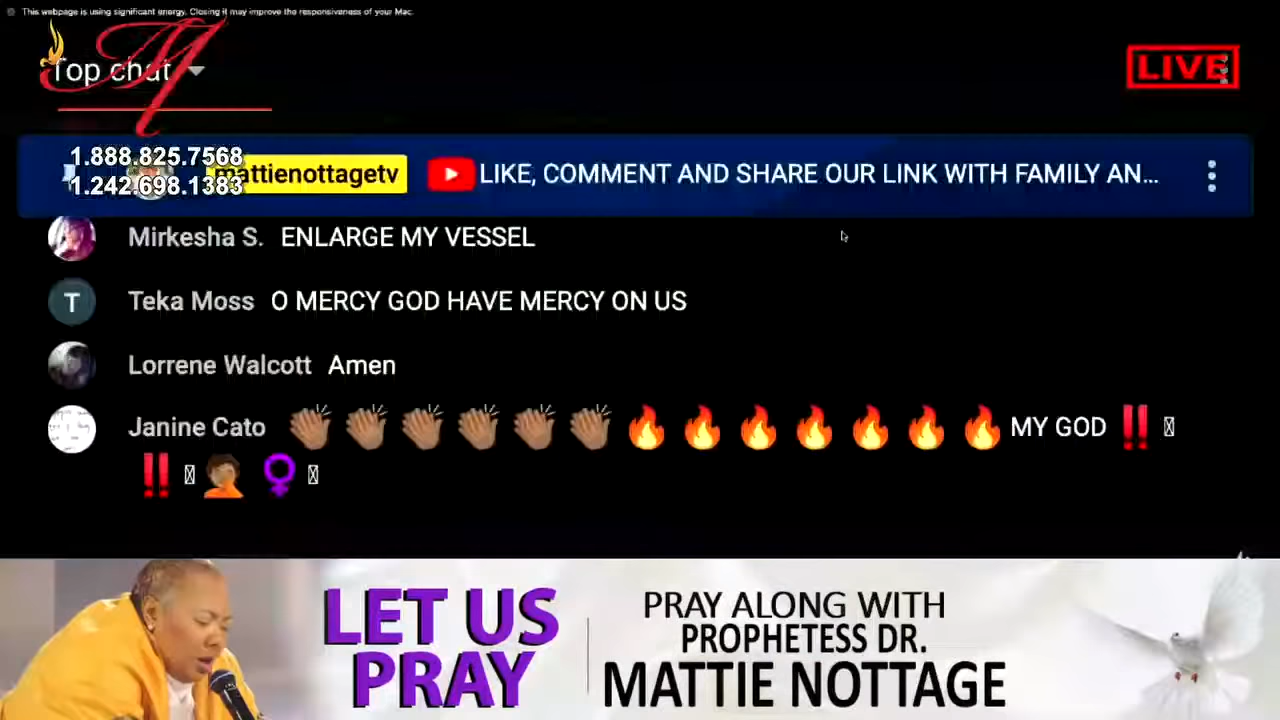 This webpage is using significant energy. Closing it may improve the responsiveness of your Mac.
M
Top chat
LIVE
1.888.825.7568
1.242.698.1383
mattienottagetv LIKE, COMMENT AND SHARE OUR LINK WITH FAMILY AN...
Mirkesha S. ENLARGE MY VESSEL
T Teka Moss O MERCY GOD HAVE MERCY ON US
Lorrene Walcott Amen
Janine Cato 👏🏽👏🏽👏🏽👏🏽👏🏽👏🏽🔥🔥🔥🔥🔥🔥🔥 MY GOD ‼
‼ 🤦🏽 ♀
LET US
PRAY
PRAY ALONG WITH
PROPHETESS DR.
MATTIE NOTTAGE